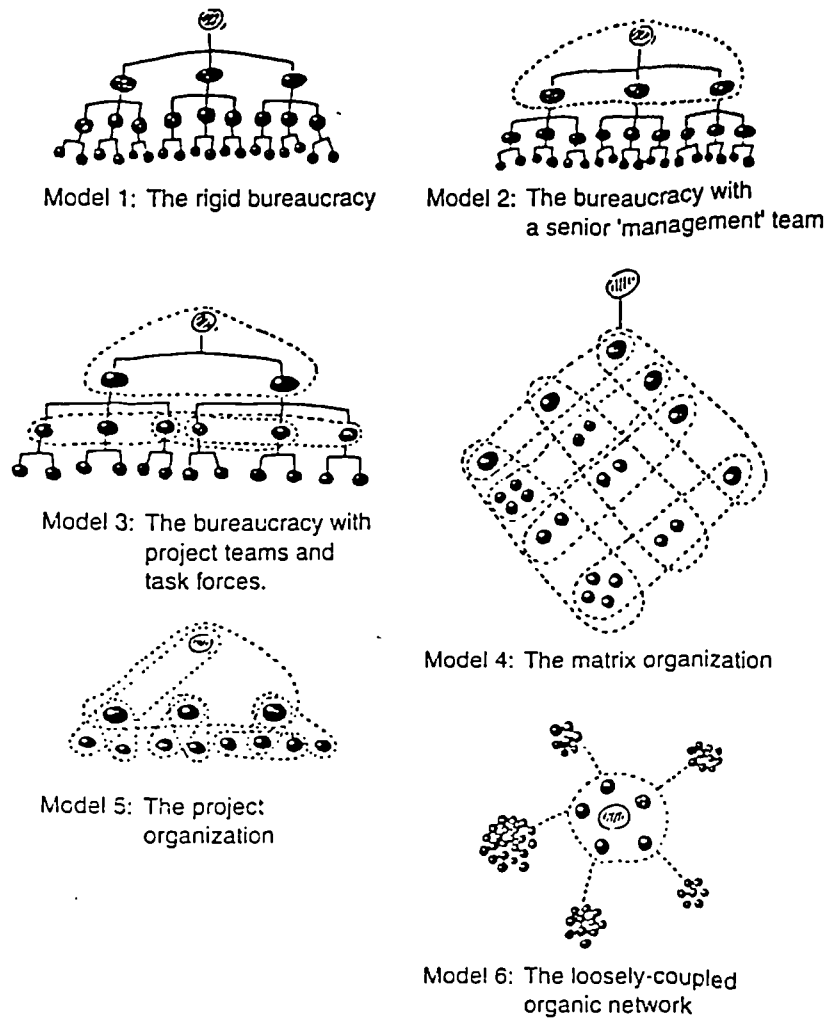 Model 1: The rigid bureaucracy
Model 2: The bureaucracy with
a senior 'management' team
Model 3: The bureaucracy with
project teams and
task forces.
Model 4: The matrix organization
Model 5: The project
organization
Model 6: The loosely-coupled
organic network